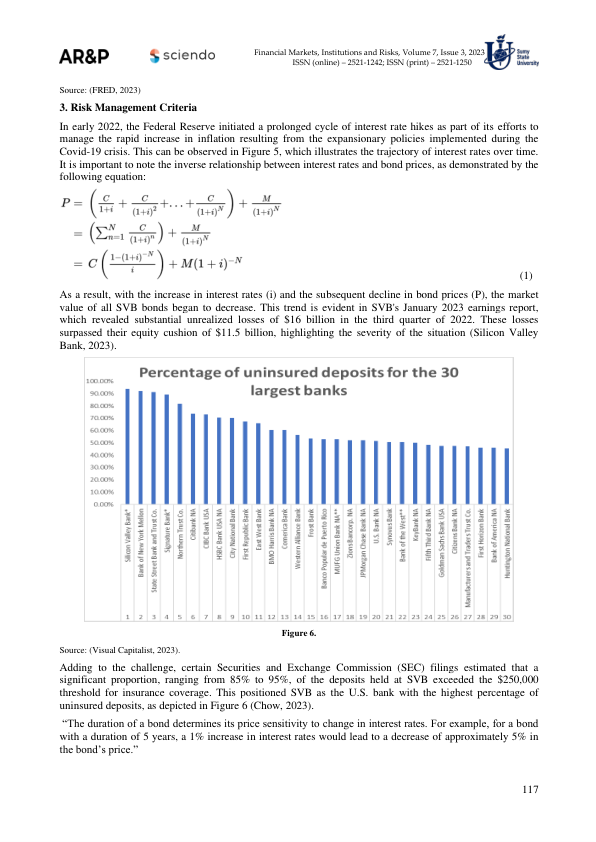 AR&P
sciendo
Financial Markets, Institutions and Risks, Volume 7, Issue 3, 2023
ISSN (online) – 2521-1242; ISSN (print) – 2521-1250
Sumy
State
University
Source: (FRED, 2023)
3. Risk Management Criteria
In early 2022, the Federal Reserve initiated a prolonged cycle of interest rate hikes as part of its efforts to
manage the rapid increase in inflation resulting from the expansionary policies implemented during the
Covid-19 crisis. This can be observed in Figure 5, which illustrates the trajectory of interest rates over time.
It is important to note the inverse relationship between interest rates and bond prices, as demonstrated by the
following equation:
P = (C/(1+i) + C/(1+i)^2 +...+ C/(1+i)^N) + M/(1+i)^N
= (∑_{n=1}^{N} C/(1+i)^n) + M/(1+i)^N
= C((1−(1+i)^{−N})/i) + M(1 + i)^{−N}
(1)
As a result, with the increase in interest rates (i) and the subsequent decline in bond prices (P), the market
value of all SVB bonds began to decrease. This trend is evident in SVB's January 2023 earnings report,
which revealed substantial unrealized losses of $16 billion in the third quarter of 2022. These losses
surpassed their equity cushion of $11.5 billion, highlighting the severity of the situation (Silicon Valley
Bank, 2023).
Percentage of uninsured deposits for the 30
largest banks
100.00%
90.00%
80.00%
70.00%
60.00%
50.00%
40.00%
30.00%
20.00%
10.00%
0.00%
Silicon Valley Bank*
Bank of New York Mellon
State Street Bank and Trust Co.
Signature Bank*
Northern Trust Co.
Citibank NA
CIBC Bank USA
HSBC Bank USA NA
City National Bank
First Republic Bank
East West Bank
BMO Harris Bank NA
Comerica Bank
Western Alliance Bank
Frost Bank
Banco Popular de Puerto Rico
MUFG Union Bank NA**
Zions Bancorp. NA
JPMorgan Chase Bank NA
U.S. Bank NA
Synovus Bank
Bank of the West**
KeyBank NA
Fifth Third Bank NA
Goldman Sachs Bank USA
Citizens Bank NA
Manufacturers and Traders Trust Co.
First Horizon Bank
Bank of America NA
Huntington National Bank
1 2 3 4 5 6 7 8 9 10 11 12 13 14 15 16 17 18 19 20 21 22 23 24 25 26 27 28 29 30
Figure 6.
Source: (Visual Capitalist, 2023).
Adding to the challenge, certain Securities and Exchange Commission (SEC) filings estimated that a
significant proportion, ranging from 85% to 95%, of the deposits held at SVB exceeded the $250,000
threshold for insurance coverage. This positioned SVB as the U.S. bank with the highest percentage of
uninsured deposits, as depicted in Figure 6 (Chow, 2023).
“The duration of a bond determines its price sensitivity to change in interest rates. For example, for a bond
with a duration of 5 years, a 1% increase in interest rates would lead to a decrease of approximately 5% in
the bond’s price.”
117